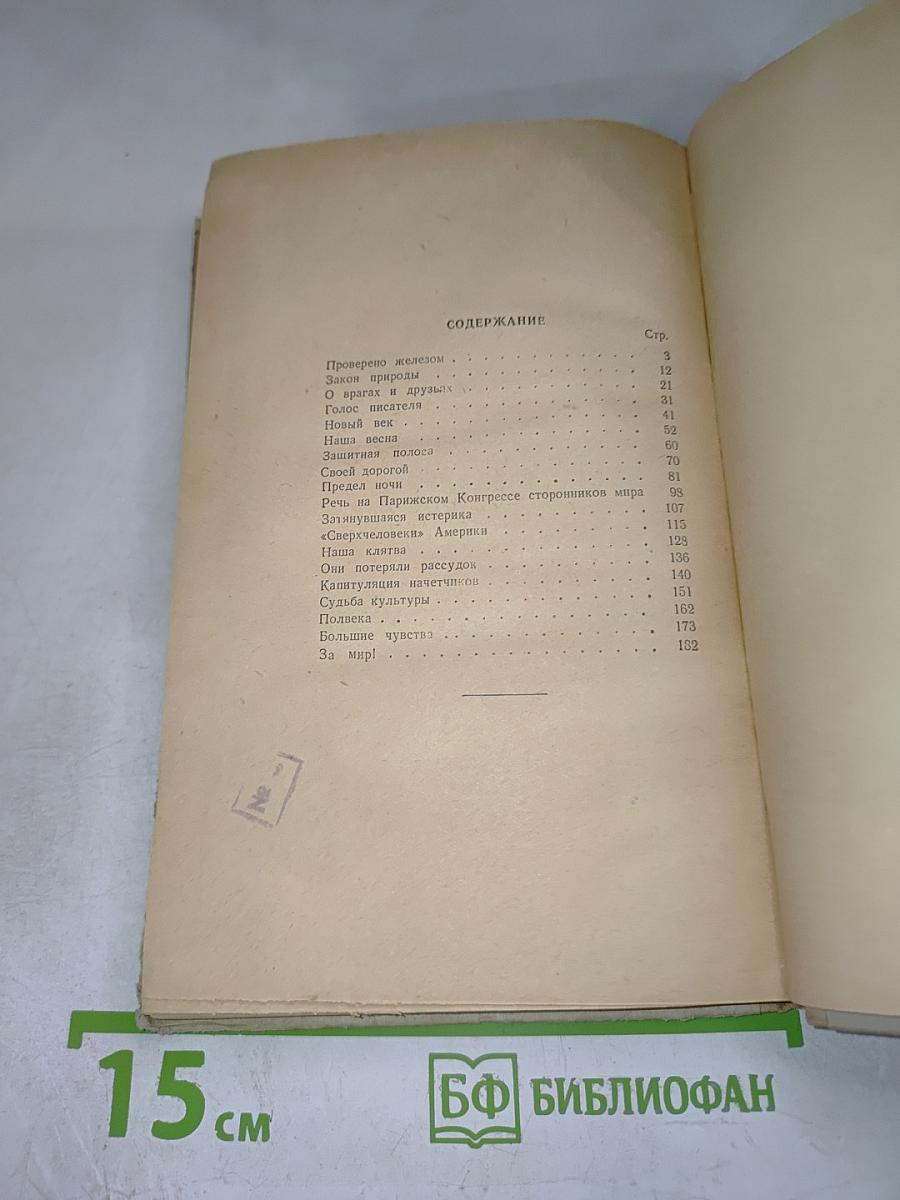 СОДЕРЖАНИЕ
Стр.
Проверено железом . . . . . . . . . . . . 3
Закон природы . . . . . . . . . . . . . 12
О врагах и друзьях . . . . . . . . . . . 21
Голос писателя . . . . . . . . . . . . . 31
Новый век . . . . . . . . . . . . . . . 41
Наша весна . . . . . . . . . . . . . . 52
Защитная полоса . . . . . . . . . . . . 60
Своей дорогой . . . . . . . . . . . . . 70
Предел ночи . . . . . . . . . . . . . . 81
Речь на Парижском Конгрессе сторонников мира 98
Затянувшаяся истерика . . . . . . . . . . 107
«Сверхчеловеки» Америки . . . . . . . . . 115
Наша клятва . . . . . . . . . . . . . . 128
Они потеряли рассудок . . . . . . . . . . 136
Капитуляция начетчиков . . . . . . . . . . 140
Судьба культуры . . . . . . . . . . . . . 151
Полвека . . . . . . . . . . . . . . . . 162
Большие чувства . . . . . . . . . . . . . 173
За мир! . . . . . . . . . . . . . . . . 182
№
15 см
БФ БИБЛИОФАН